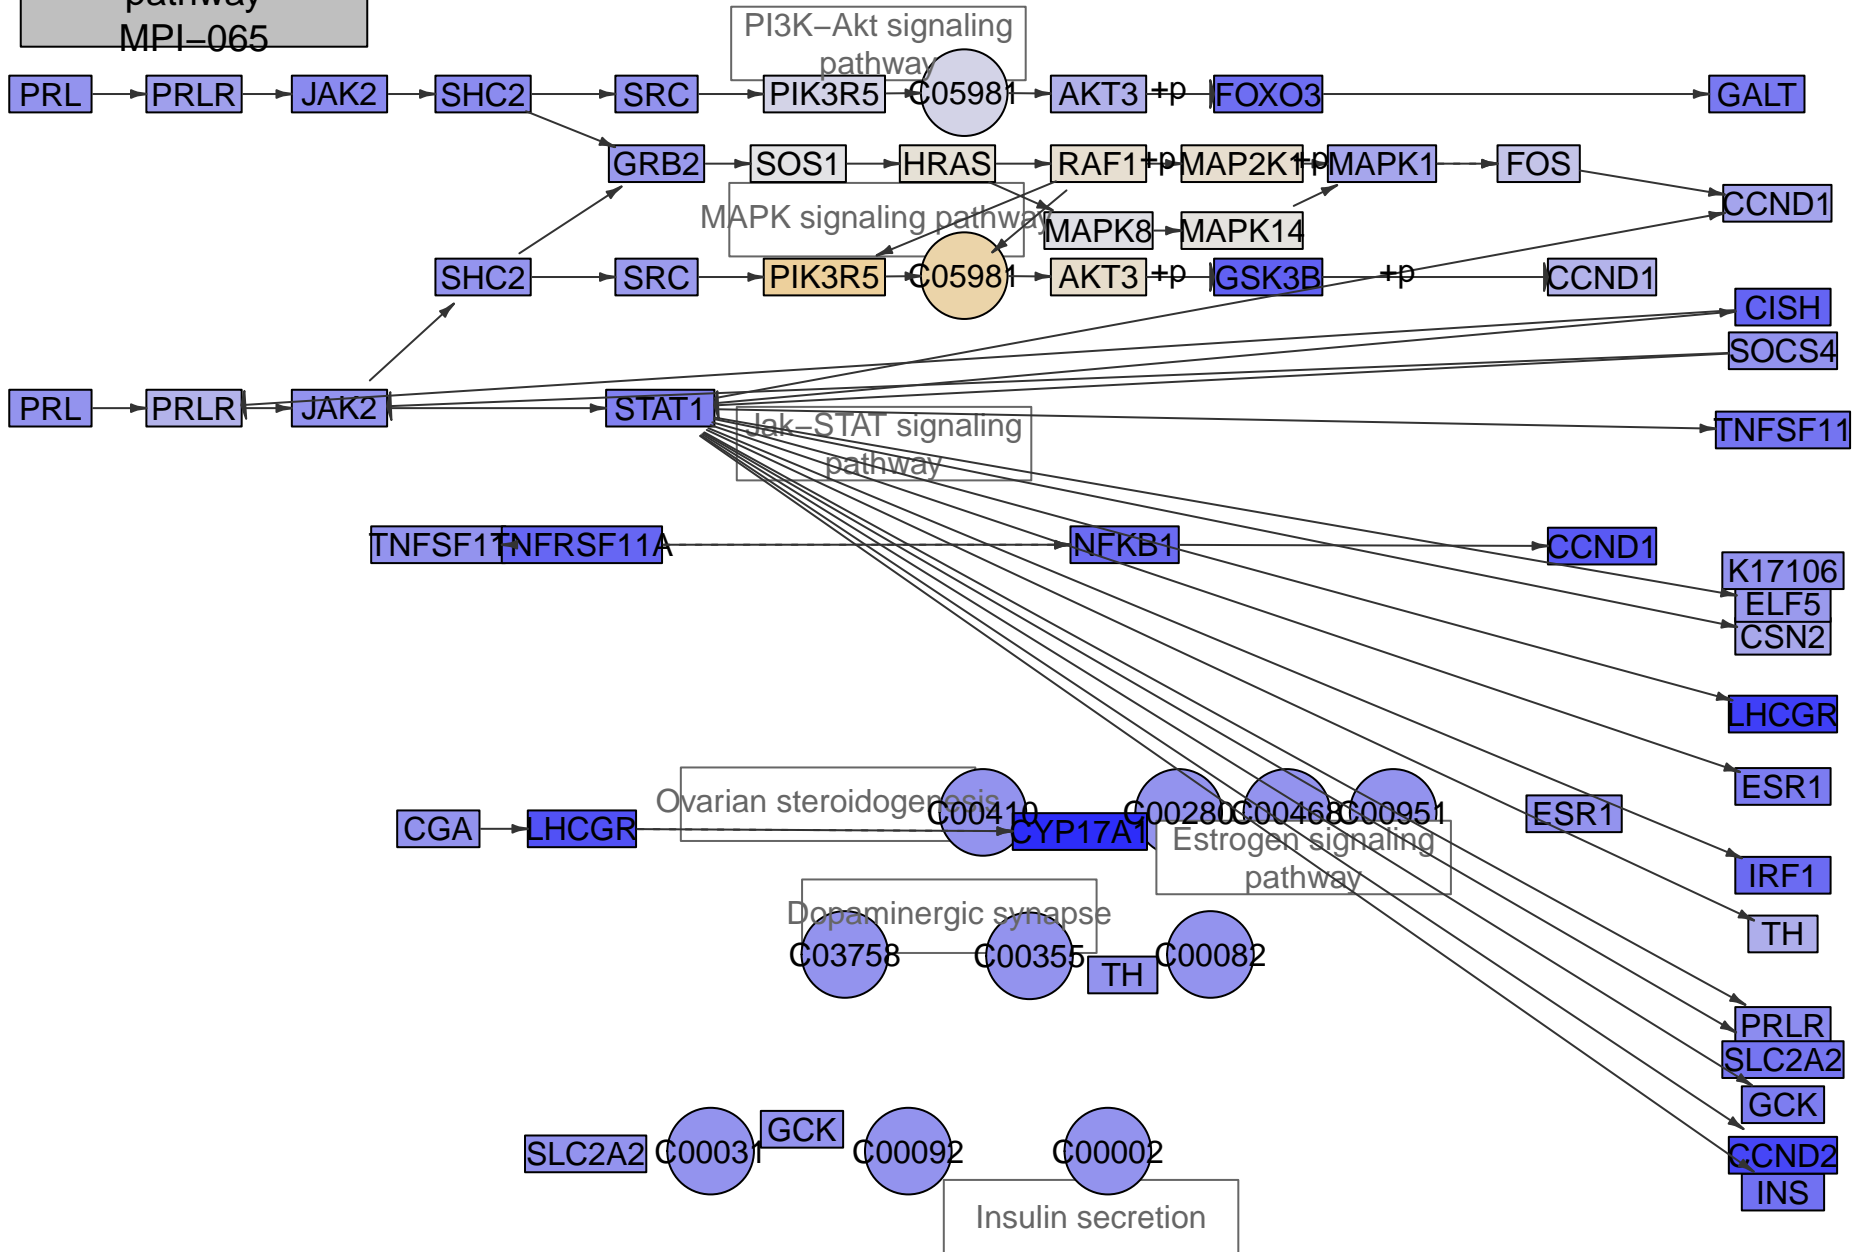 pathway
MPI−065
PI3K−Akt signaling
pathway
PRL PRLR JAK2 SHC2 SRC PIK3R5 C05981 AKT3 +p FOXO3 GALT
GRB2 SOS1 HRAS RAF1 +p MAP2K1 +p MAPK1 FOS
CCND1
MAPK signaling pathway
MAPK8 MAPK14
SHC2 SRC PIK3R5 C05981 AKT3 +p GSK3B +p CCND1
CISH
SOCS4
PRL PRLR JAK2 STAT1
Jak−STAT signaling
pathway
TNFSF11
TNFSF11 TNFRSF11A NFKB1 CCND1
K17106
ELF5
CSN2
LHCGR
ESR1
Ovarian steroidogenesis
C00410 C00280 C00468 C00951 ESR1
CGA LHCGR CYP17A1
Estrogen signaling
pathway
IRF1
Dopaminergic synapse
TH
C03758 C00355 TH C00082
PRLR
SLC2A2
GCK
SLC2A2 C00031 GCK C00092 C00002
CCND2
INS
Insulin secretion